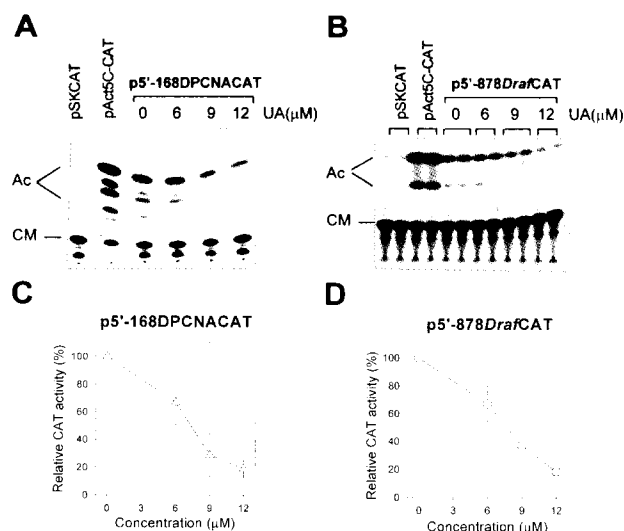 A
pSKCAT
pAct5C-CAT
p5'-168DPCNACAT
0 6 9 12 UA(μM)
Ac
CM
B
pSKCAT
pAct5C-CAT
p5'-878DrafCAT
UA(μM) 0 6 9 12
Ac
CM
C
p5'-168DPCNACAT
Relative CAT activity (%)
100
80
60
40
20
0
0 3 6 9 12
Concentration (μM)
D
p5'-878DrafCAT
Relative CAT activity (%)
100
80
60
40
20
0
0 3 6 9 12
Concentration (μM)